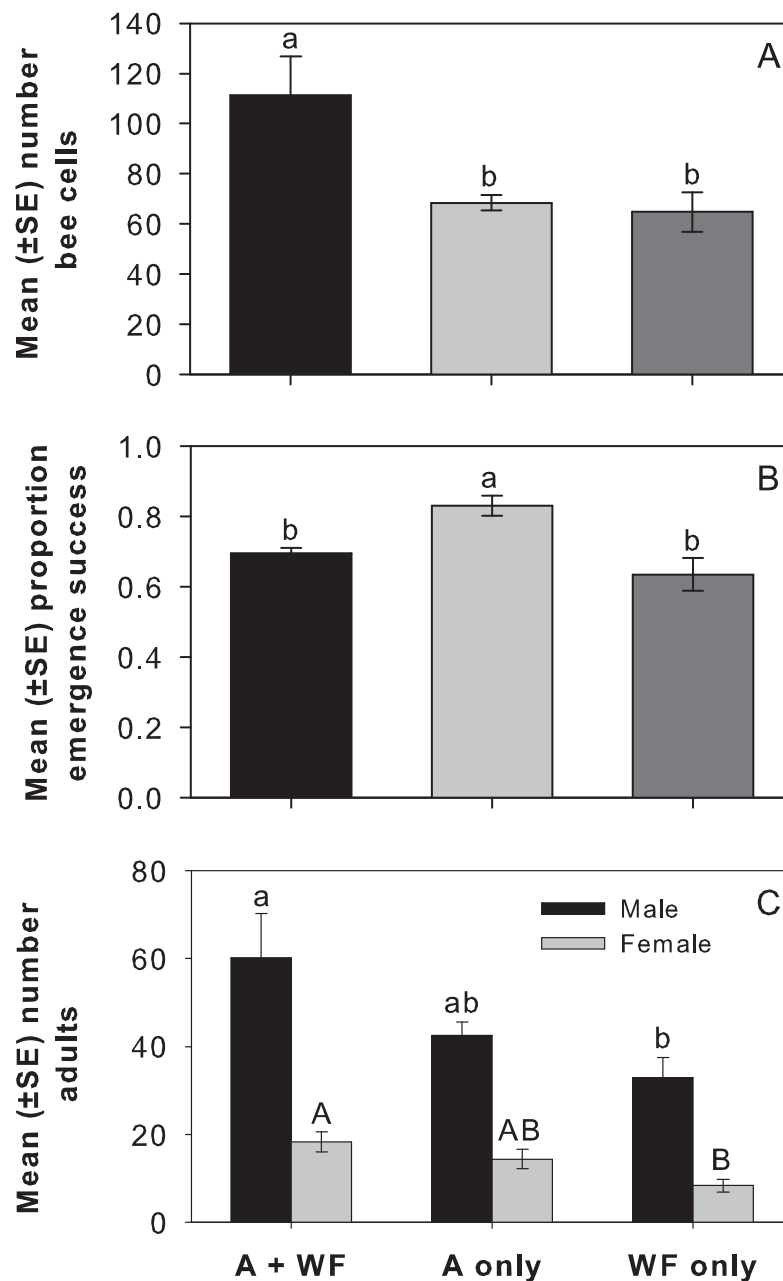 Mean (±SE) number
bee cells
140
120
100
80
60
40
20
0
a
b
b
A
Mean (±SE) proportion
emergence success
1.0
0.8
0.6
0.4
0.2
0.0
b
a
b
B
Mean (±SE) number
adults
80
60
40
20
0
a
A
ab
AB
b
B
Male
Female
C
A + WF
A only
WF only